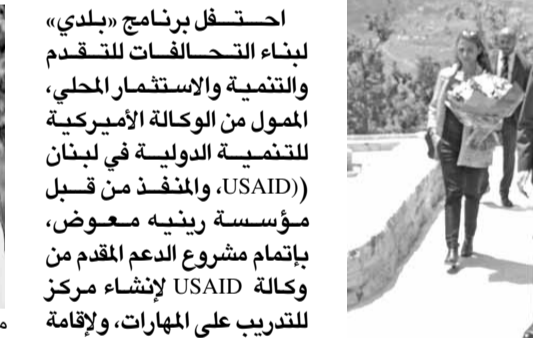 احتفل برنامج «بلدي»
لبناء التحالفات للتقدم
والتنمية والاستثمار المحلي،
الممول من الوكالة الأميركية
للتنمية الدولية في لبنان
((USAID، والمنفذ من قبل
مؤسسة رينيه معوض،
بإتمام مشروع الدعم المقدم من
وكالة USAID لإنشاء مركز
للتدريب على المهارات، ولإقامة